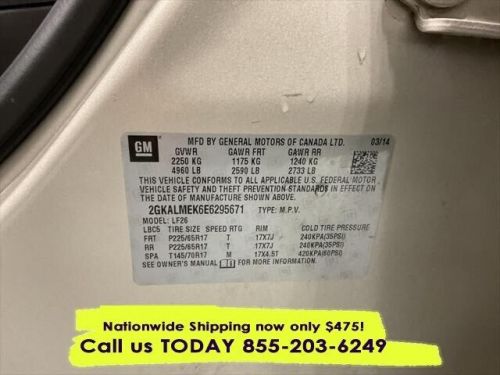 GM
MFD BY GENERAL MOTORS OF CANADA LTD. 03/14
GVWR GAWR FRT GAWR RR
2250 KG 1175 KG 1240 KG
4960 LB 2590 LB 2733 LB
THIS VEHICLE CONFORMS TO ALL APPLICABLE U.S. FEDERAL MOTOR
VEHICLE SAFETY AND THEFT PREVENTION STANDARDS IN EFFECT ON
THE DATE OF MANUFACTURE SHOWN ABOVE.
2GKALMEK6E6295671 TYPE: M.P.V.
MODEL: LF26
LBC5 TIRE SIZE SPEED RTG RIM COLD TIRE PRESSURE
FRT P225/65R17 T 17X7J 240KPA(35PSI)
RR P225/65R17 T 17X7J 240KPA(35PSI)
SPA T145/70R17 M 17X4.5T 420KPA(60PSI)
SEE OWNER'S MANUAL FOR MORE INFORMATION
Nationwide Shipping now only $475!
Call us TODAY 855-203-6249